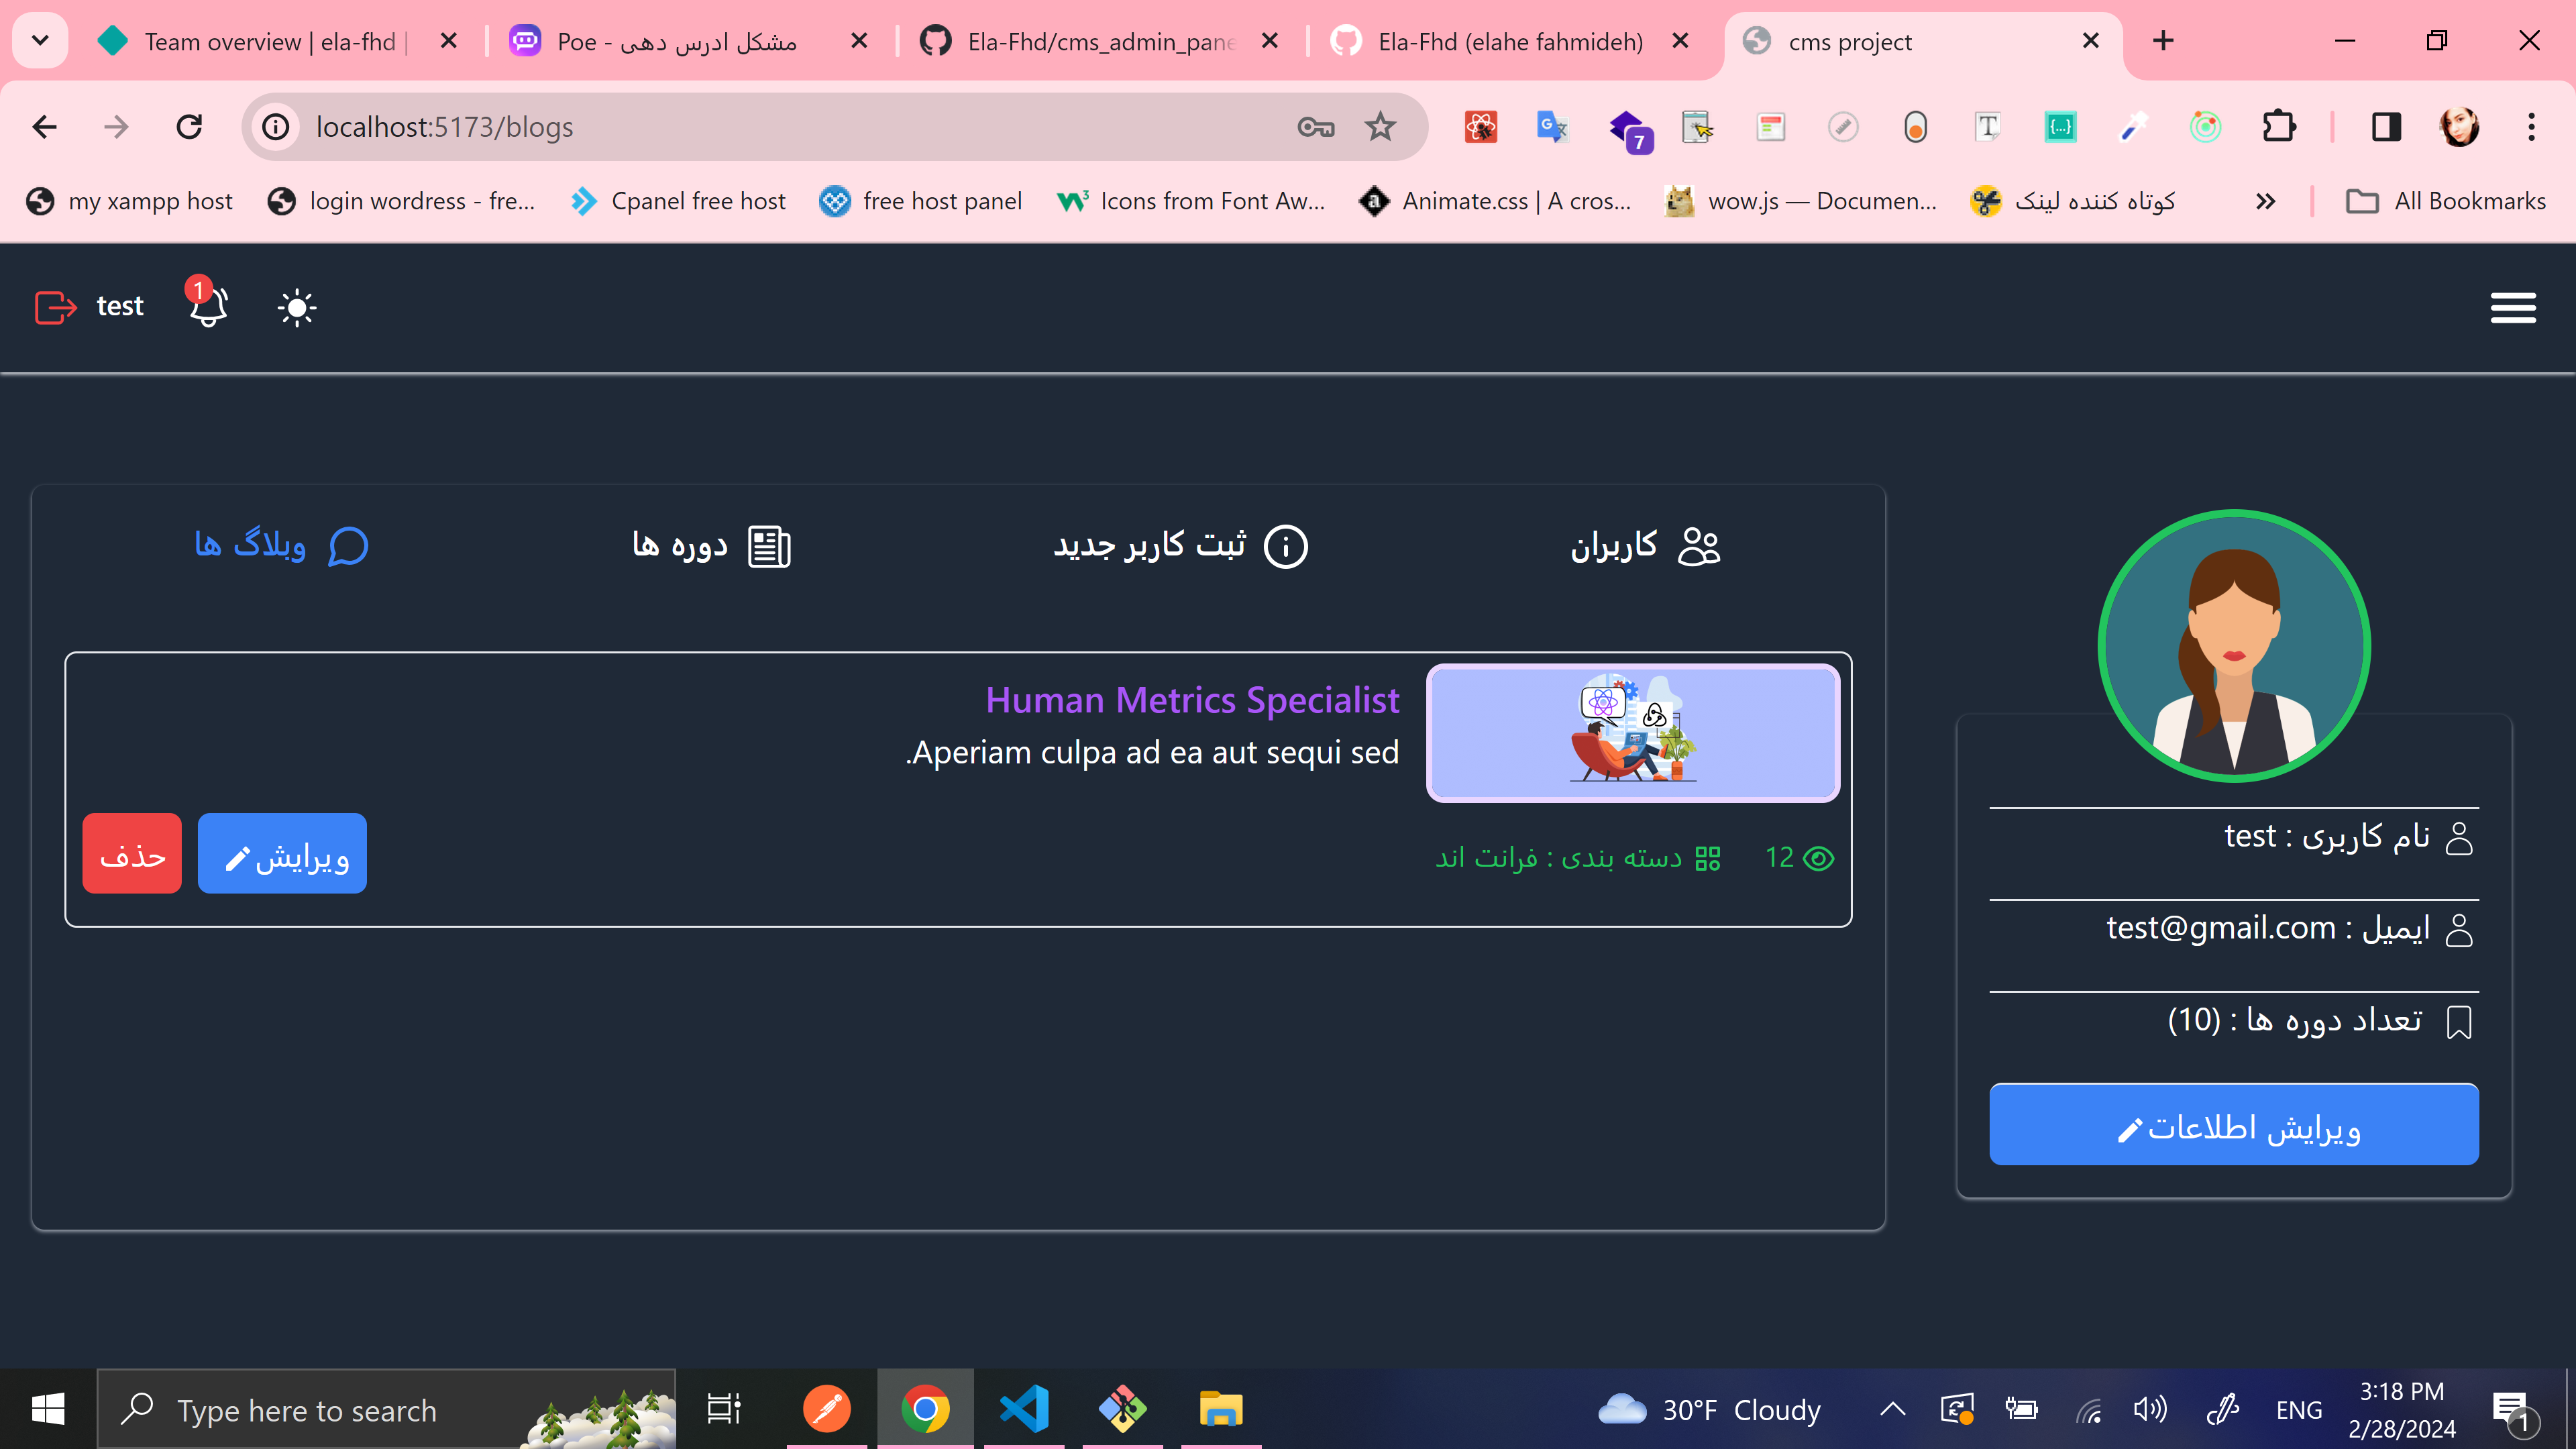 Team overview | ela-fhd |
مشکل ادرس دهی - Poe
Ela-Fhd/cms_admin_pane
Ela-Fhd (elahe fahmideh)
cms project
localhost:5173/blogs
7
my xampp host
login wordress - fre...
Cpanel free host
free host panel
Icons from Font Aw...
Animate.css | A cros...
wow.js — Documen...
کوتاه کننده لینک
All Bookmarks
test
1
کاربران
ثبت کاربر جدید
دوره ها
وبلاگ ها
Human Metrics Specialist
.Aperiam culpa ad ea aut sequi sed
12
دسته بندی : فرانت اند
ویرایش
حذف
نام کاربری : test
ایمیل : test@gmail.com
تعداد دوره ها : (10)
ویرایش اطلاعات
Type here to search
30°F Cloudy
ENG
3:18 PM
2/28/2024
1